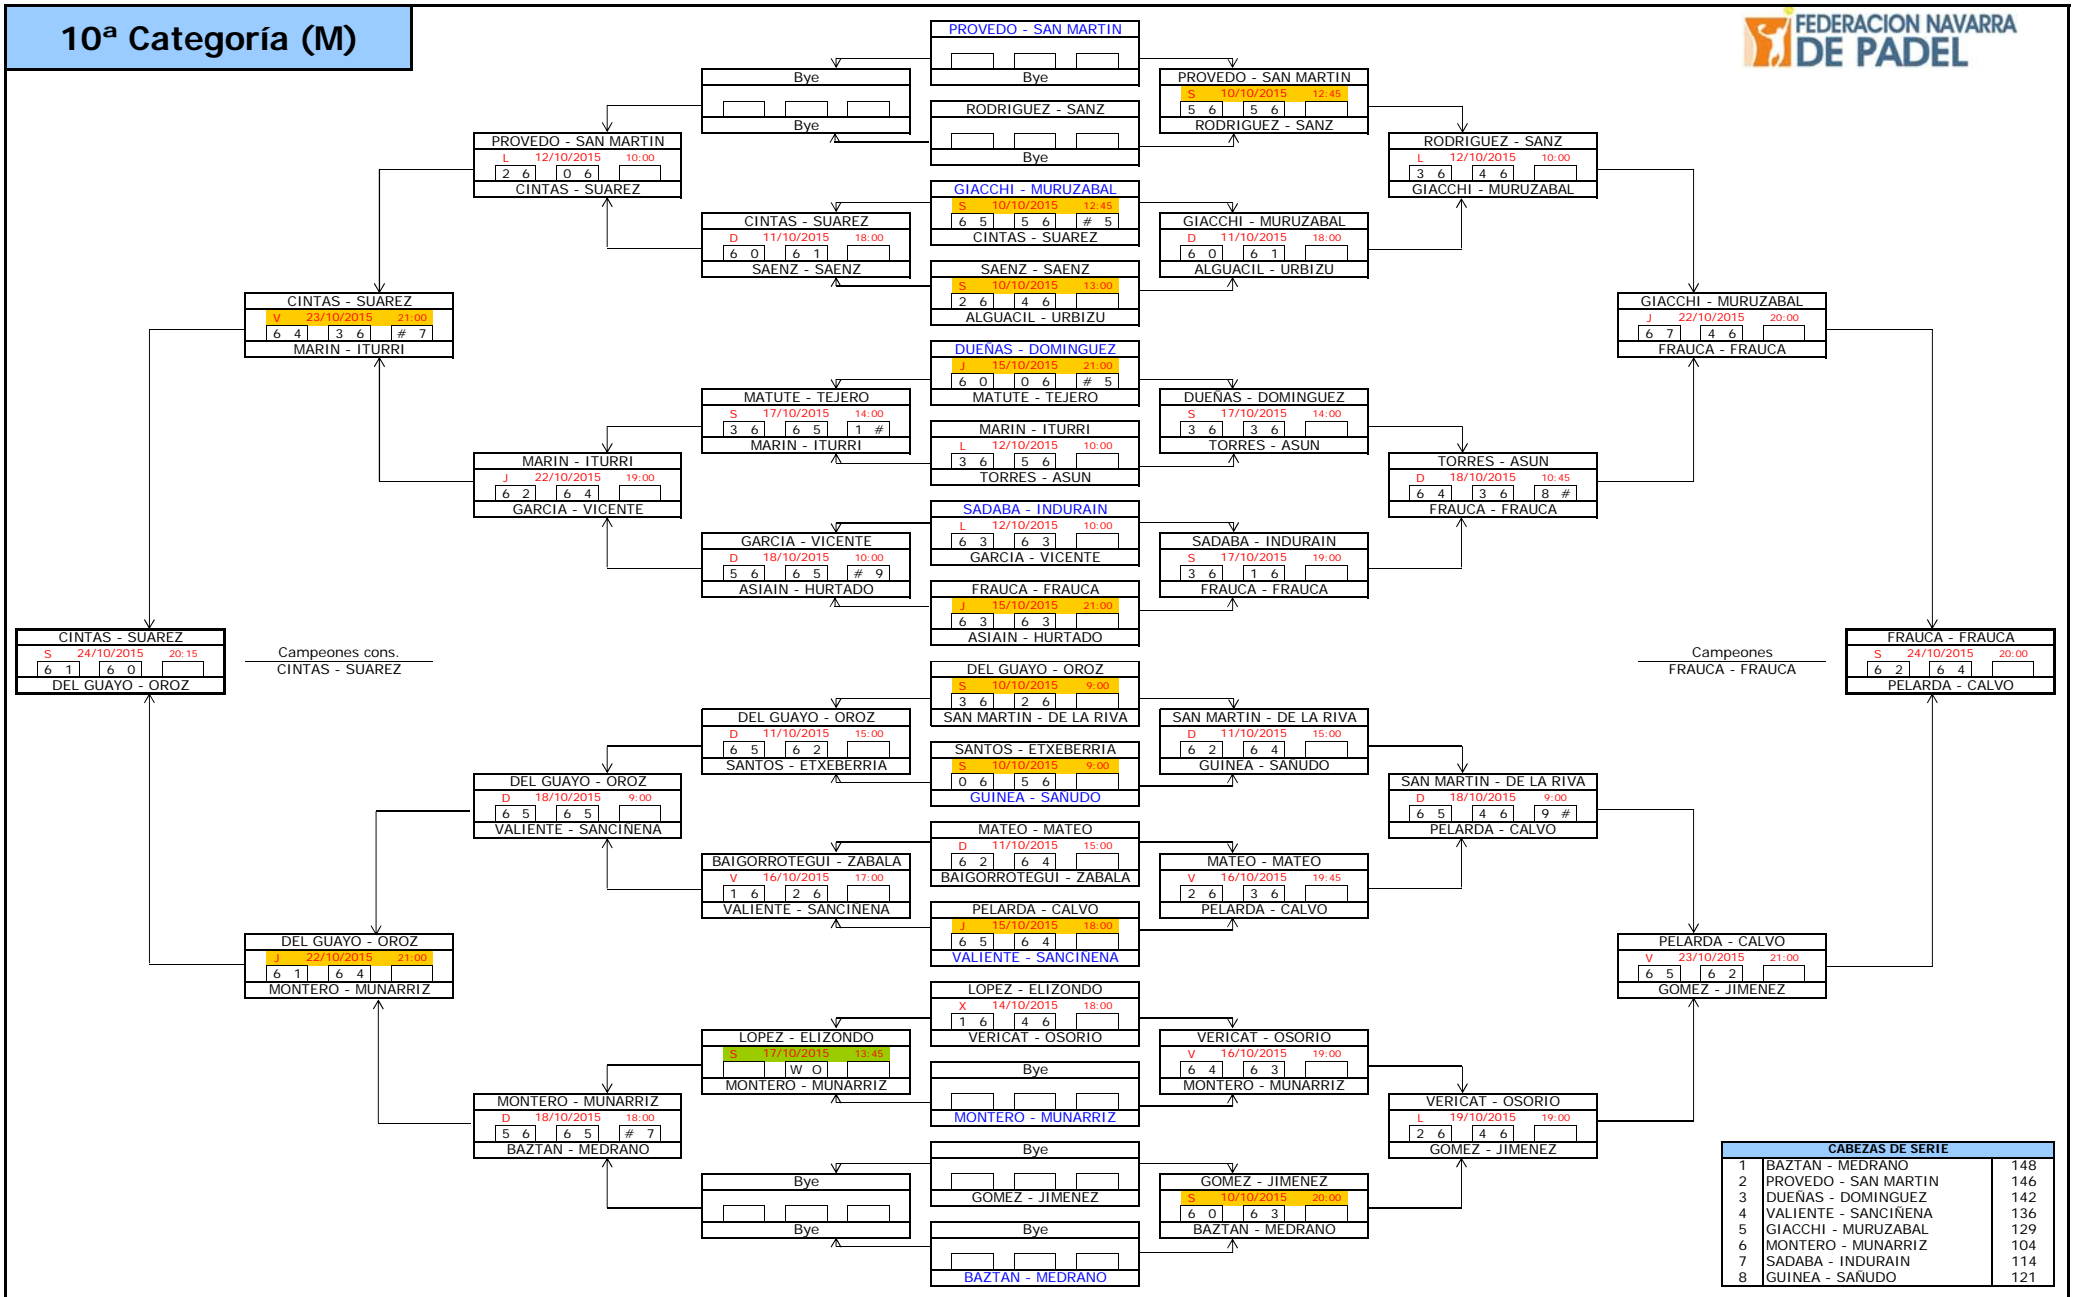 10ª Categoría (M)
FEDERACION NAVARRA
DE PADEL
CINTAS - SUAREZ
S 24/10/2015 20:15
6 1 6 0
DEL GUAYO - OROZ
Campeones cons.
CINTAS - SUAREZ
CINTAS - SUAREZ
V 23/10/2015 21:00
6 4 3 6 # 7
MARIN - ITURRI
DEL GUAYO - OROZ
J 22/10/2015 21:00
6 1 6 4
MONTERO - MUNARRIZ
PROVEDO - SAN MARTIN
L 12/10/2015 10:00
2 6 0 6
CINTAS - SUAREZ
MARIN - ITURRI
J 22/10/2015 19:00
6 2 6 4
GARCIA - VICENTE
DEL GUAYO - OROZ
D 18/10/2015 9:00
6 5 6 5
VALIENTE - SANCIÑENA
MONTERO - MUNARRIZ
D 18/10/2015 18:00
5 6 6 5 # 7
BAZTAN - MEDRANO
Bye
Bye
CINTAS - SUAREZ
D 11/10/2015 18:00
6 0 6 1
SAENZ - SAENZ
MATUTE - TEJERO
S 17/10/2015 14:00
3 6 6 5 1 #
MARIN - ITURRI
GARCIA - VICENTE
D 18/10/2015 10:00
5 6 6 5 # 9
ASIAIN - HURTADO
DEL GUAYO - OROZ
D 11/10/2015 15:00
6 5 6 2
SANTOS - ETXEBERRIA
BAIGORROTEGUI - ZABALA
V 16/10/2015 17:00
1 6 2 6
VALIENTE - SANCIÑENA
LOPEZ - ELIZONDO
S 17/10/2015 13:45
W O
MONTERO - MUNARRIZ
Bye
Bye
PROVEDO - SAN MARTIN
Bye
RODRIGUEZ - SANZ
Bye
GIACCHI - MURUZABAL
S 10/10/2015 12:45
6 5 5 6 # 5
CINTAS - SUAREZ
SAENZ - SAENZ
S 10/10/2015 13:00
2 6 4 6
ALGUACIL - URBIZU
DUEÑAS - DOMINGUEZ
J 15/10/2015 21:00
6 0 0 6 # 5
MATUTE - TEJERO
MARIN - ITURRI
L 12/10/2015 10:00
3 6 5 6
TORRES - ASUN
SADABA - INDURAIN
L 12/10/2015 10:00
6 3 6 3
GARCIA - VICENTE
FRAUCA - FRAUCA
J 15/10/2015 21:00
6 3 6 3
ASIAIN - HURTADO
DEL GUAYO - OROZ
S 10/10/2015 9:00
3 6 2 6
SAN MARTIN - DE LA RIVA
SANTOS - ETXEBERRIA
S 10/10/2015 9:00
0 6 5 6
GUINEA - SAÑUDO
MATEO - MATEO
D 11/10/2015 15:00
6 2 6 4
BAIGORROTEGUI - ZABALA
PELARDA - CALVO
J 15/10/2015 18:00
6 5 6 4
VALIENTE - SANCIÑENA
LOPEZ - ELIZONDO
X 14/10/2015 18:00
1 6 4 6
VERICAT - OSORIO
Bye
MONTERO - MUNARRIZ
Bye
GOMEZ - JIMENEZ
Bye
BAZTAN - MEDRANO
PROVEDO - SAN MARTIN
S 10/10/2015 12:45
5 6 5 6
RODRIGUEZ - SANZ
GIACCHI - MURUZABAL
D 11/10/2015 18:00
6 0 6 1
ALGUACIL - URBIZU
DUEÑAS - DOMINGUEZ
S 17/10/2015 14:00
3 6 3 6
TORRES - ASUN
SADABA - INDURAIN
S 17/10/2015 19:00
3 6 1 6
FRAUCA - FRAUCA
SAN MARTIN - DE LA RIVA
D 11/10/2015 15:00
6 2 6 4
GUINEA - SAÑUDO
MATEO - MATEO
V 16/10/2015 19:45
2 6 3 6
PELARDA - CALVO
VERICAT - OSORIO
V 16/10/2015 19:00
6 4 6 3
MONTERO - MUNARRIZ
GOMEZ - JIMENEZ
S 10/10/2015 20:00
6 0 6 3
BAZTAN - MEDRANO
RODRIGUEZ - SANZ
L 12/10/2015 10:00
3 6 4 6
GIACCHI - MURUZABAL
TORRES - ASUN
D 18/10/2015 10:45
6 4 3 6 8 #
FRAUCA - FRAUCA
SAN MARTIN - DE LA RIVA
D 18/10/2015 9:00
6 5 4 6 9 #
PELARDA - CALVO
VERICAT - OSORIO
L 19/10/2015 19:00
2 6 4 6
GOMEZ - JIMENEZ
GIACCHI - MURUZABAL
J 22/10/2015 20:00
6 7 4 6
FRAUCA - FRAUCA
PELARDA - CALVO
V 23/10/2015 21:00
6 5 6 2
GOMEZ - JIMENEZ
Campeones
FRAUCA - FRAUCA
FRAUCA - FRAUCA
S 24/10/2015 20:00
6 2 6 4
PELARDA - CALVO
CABEZAS DE SERIE
1 BAZTAN - MEDRANO 148
2 PROVEDO - SAN MARTIN 146
3 DUEÑAS - DOMINGUEZ 142
4 VALIENTE - SANCIÑENA 136
5 GIACCHI - MURUZABAL 129
6 MONTERO - MUNARRIZ 104
7 SADABA - INDURAIN 114
8 GUINEA - SAÑUDO 121